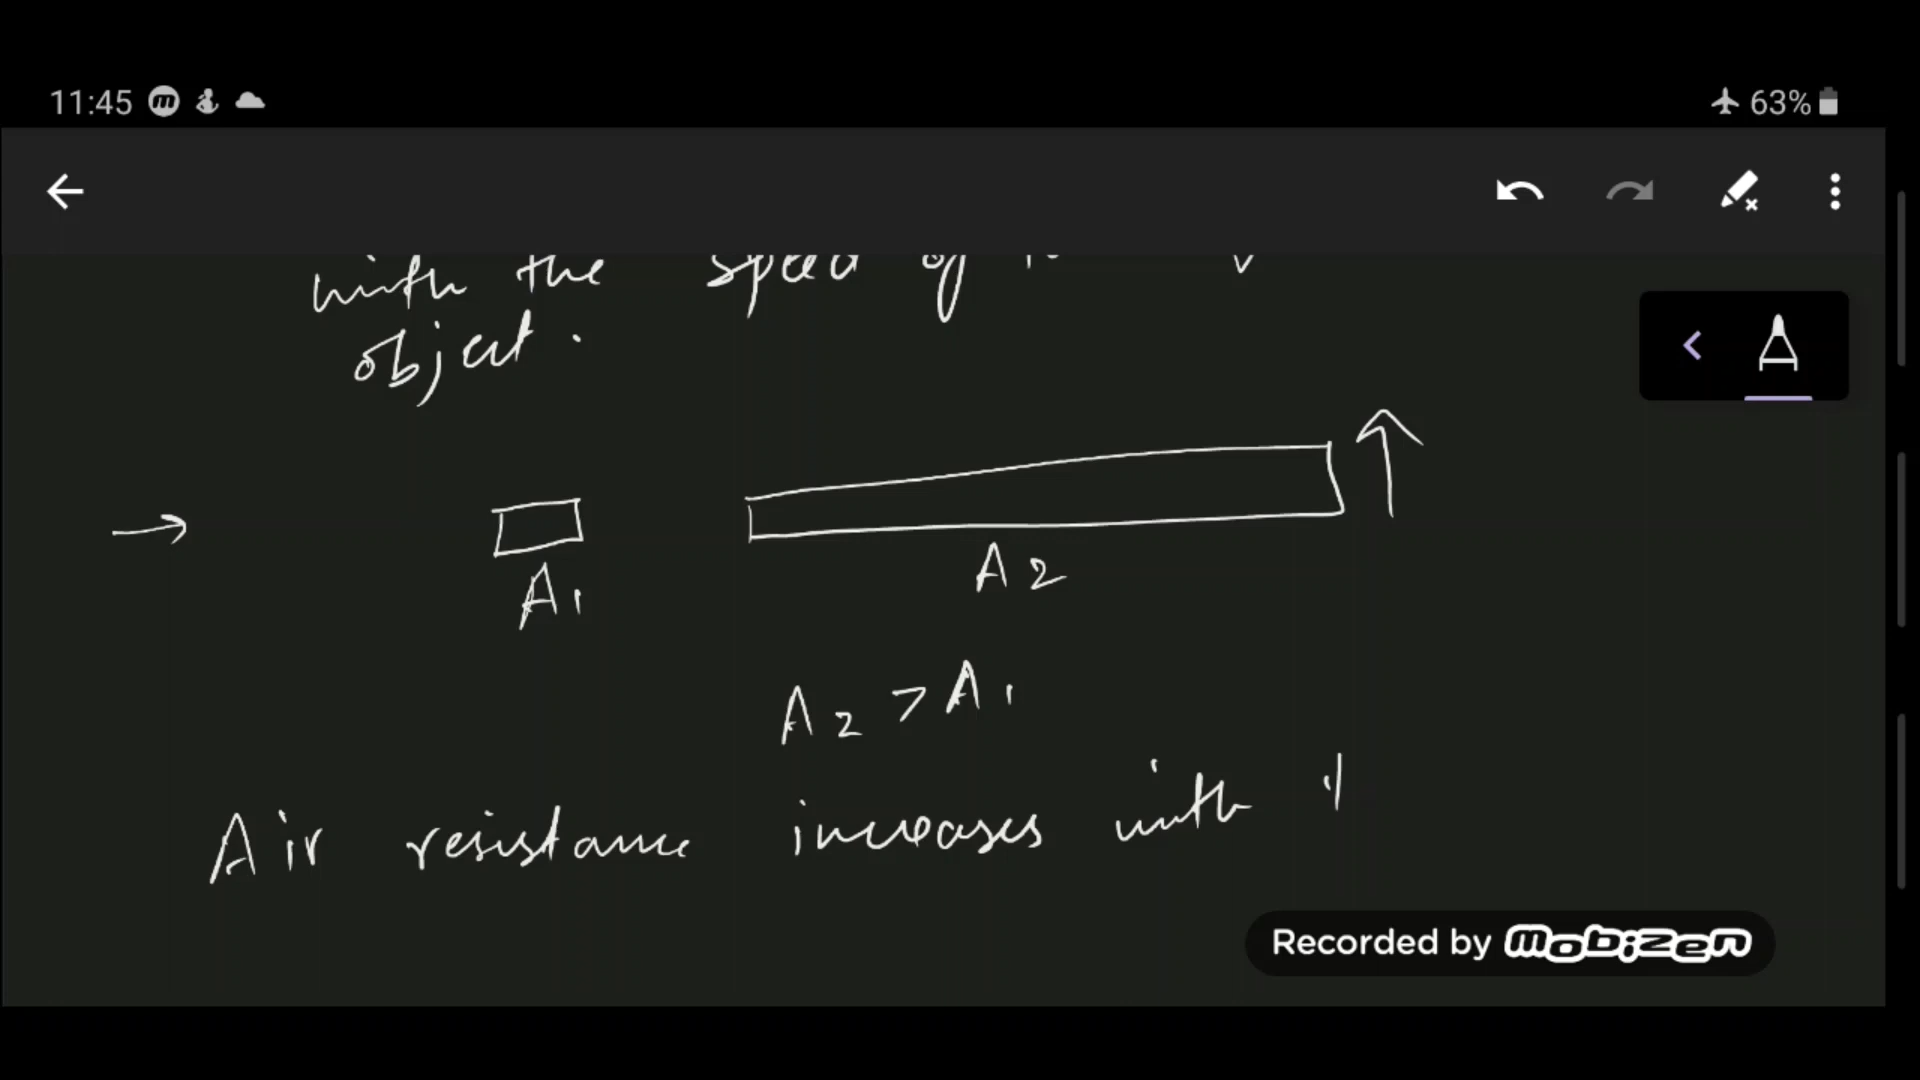 11:45 63%
with the speed of
object.
A1
A2
A2 > A1
Air resistance increases with
Recorded by mobizen